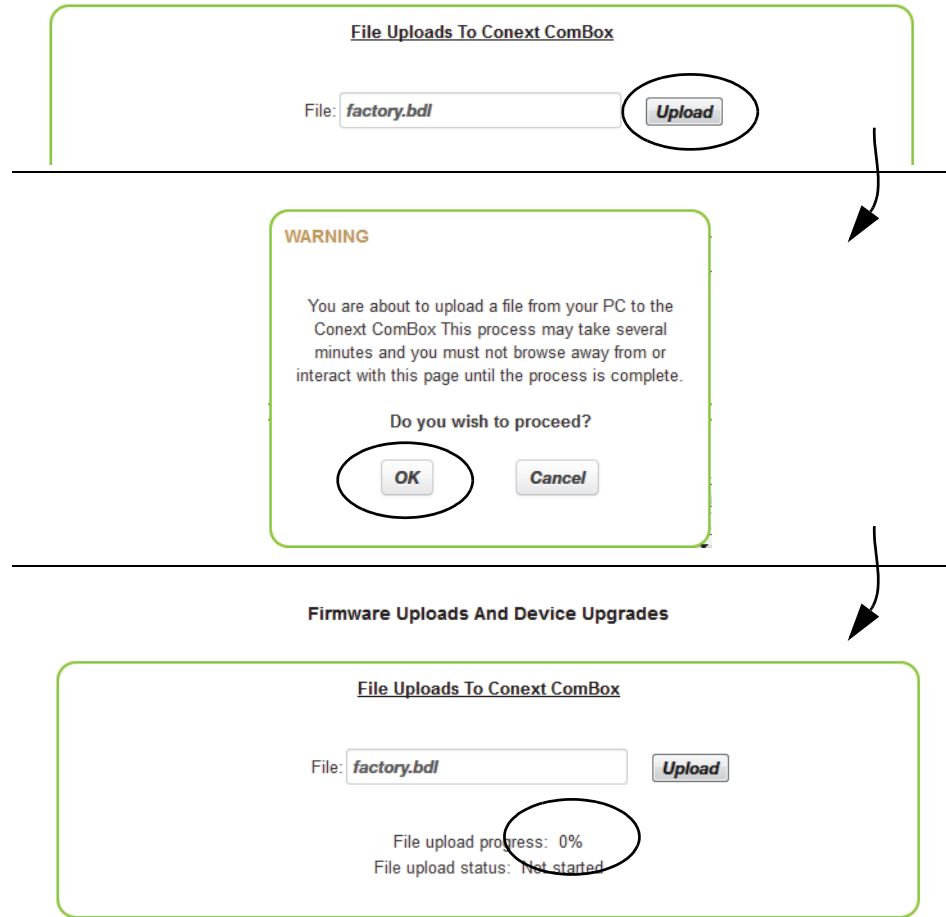 File Uploads To Conext ComBox
File: factory.bdl Upload
WARNING
You are about to upload a file from your PC to the
Conext ComBox This process may take several
minutes and you must not browse away from or
interact with this page until the process is complete.
Do you wish to proceed?
OK Cancel
Firmware Uploads And Device Upgrades
File Uploads To Conext ComBox
File: factory.bdl Upload
File upload progress: 0%
File upload status: Not started